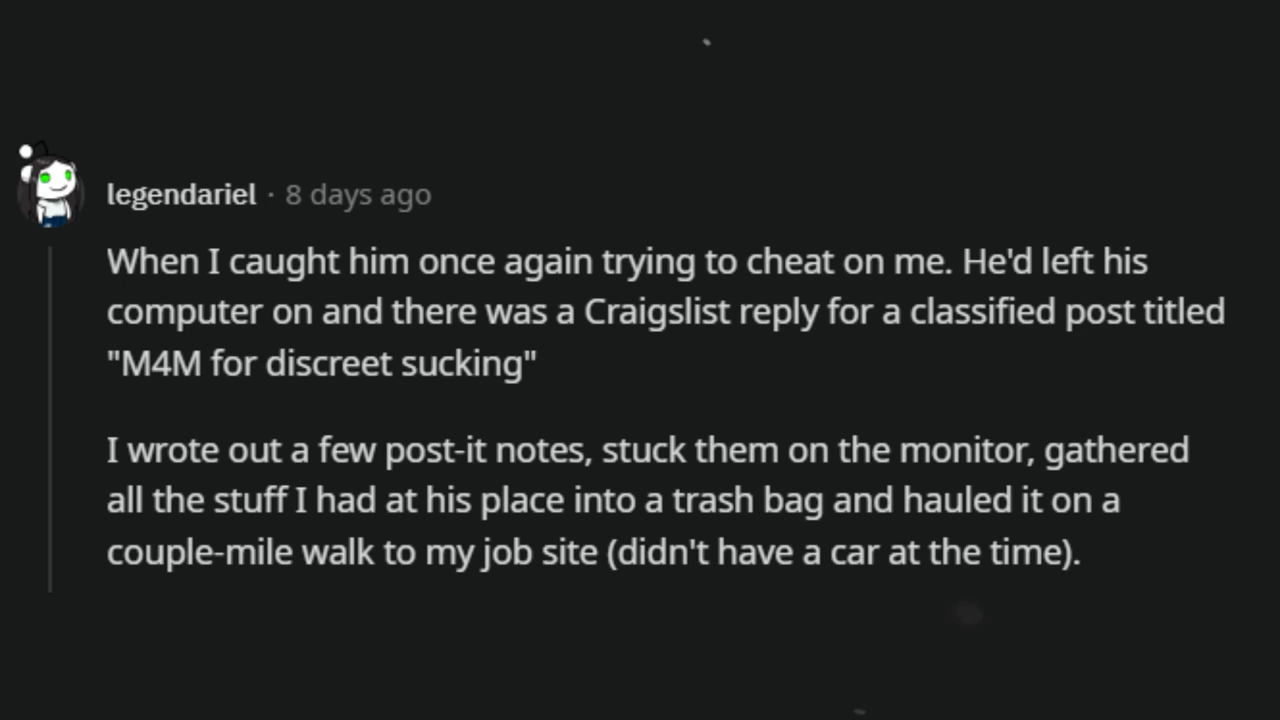 legendariel · 8 days ago
When I caught him once again trying to cheat on me. He'd left his
computer on and there was a Craigslist reply for a classified post titled
"M4M for discreet sucking"
I wrote out a few post-it notes, stuck them on the monitor, gathered
all the stuff I had at his place into a trash bag and hauled it on a
couple-mile walk to my job site (didn't have a car at the time).